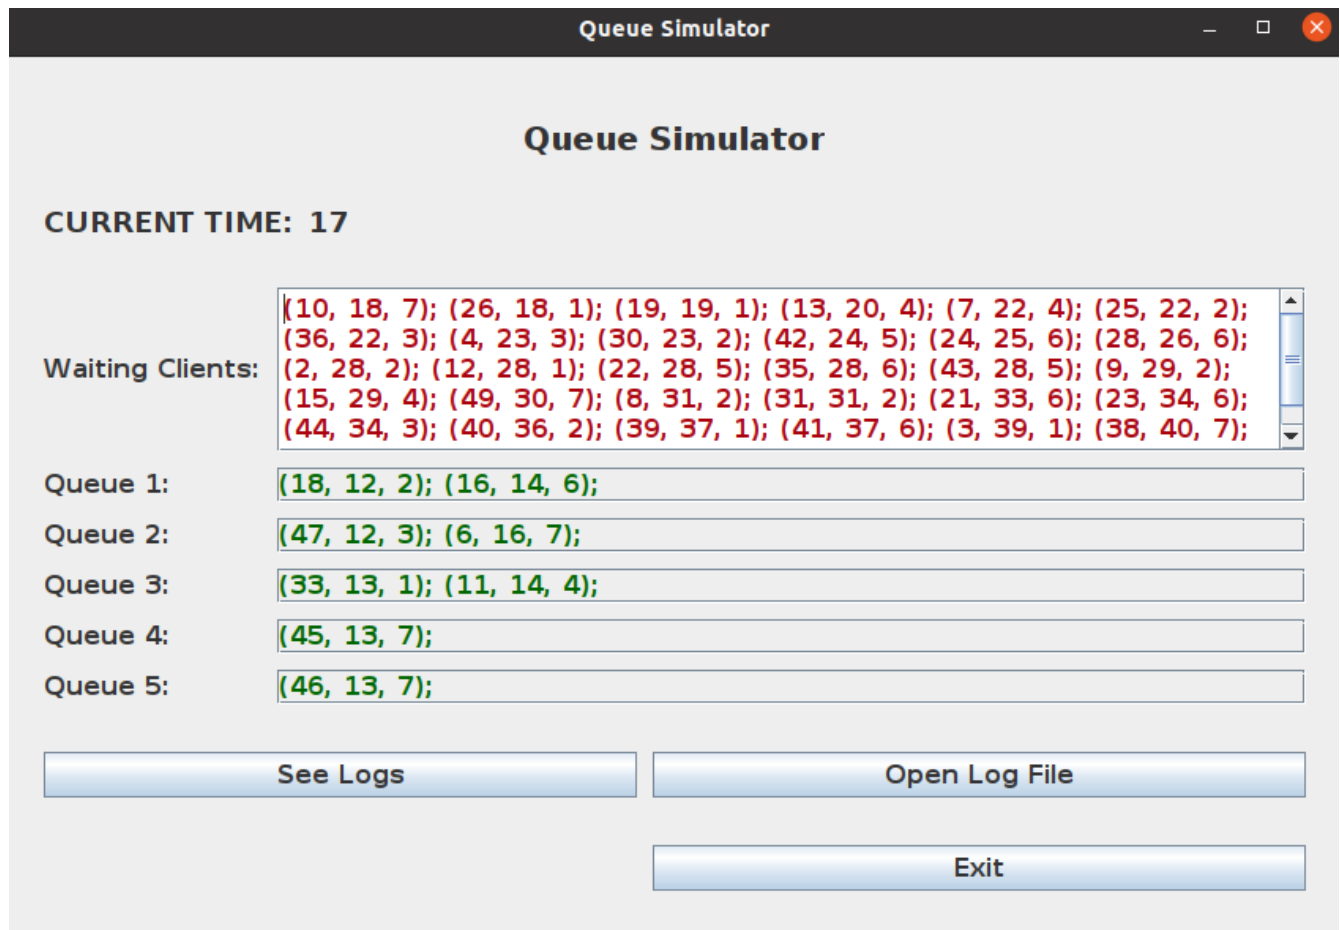 Queue Simulator
Queue Simulator
CURRENT TIME: 17
Waiting Clients:
(10, 18, 7); (26, 18, 1); (19, 19, 1); (13, 20, 4); (7, 22, 4); (25, 22, 2);
(36, 22, 3); (4, 23, 3); (30, 23, 2); (42, 24, 5); (24, 25, 6); (28, 26, 6);
(2, 28, 2); (12, 28, 1); (22, 28, 5); (35, 28, 6); (43, 28, 5); (9, 29, 2);
(15, 29, 4); (49, 30, 7); (8, 31, 2); (31, 31, 2); (21, 33, 6); (23, 34, 6);
(44, 34, 3); (40, 36, 2); (39, 37, 1); (41, 37, 6); (3, 39, 1); (38, 40, 7);
Queue 1: (18, 12, 2); (16, 14, 6);
Queue 2: (47, 12, 3); (6, 16, 7);
Queue 3: (33, 13, 1); (11, 14, 4);
Queue 4: (45, 13, 7);
Queue 5: (46, 13, 7);
See Logs Open Log File
Exit